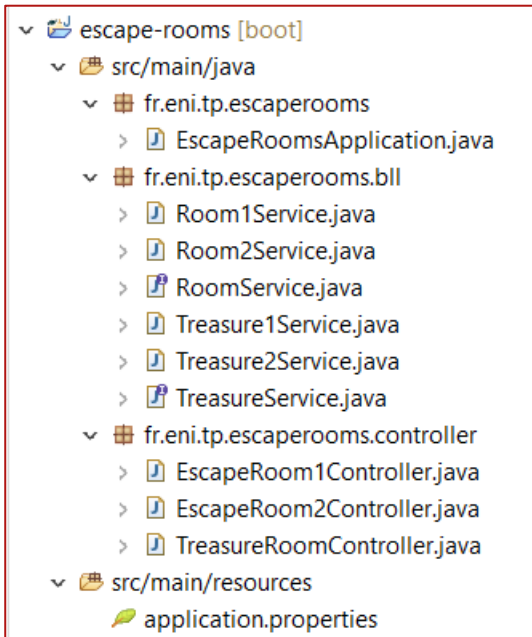 escape-rooms [boot]
src/main/java
fr.eni.tp.escaperooms
EscapeRoomsApplication.java
fr.eni.tp.escaperooms.bll
Room1Service.java
Room2Service.java
RoomService.java
Treasure1Service.java
Treasure2Service.java
TreasureService.java
fr.eni.tp.escaperooms.controller
EscapeRoom1Controller.java
EscapeRoom2Controller.java
TreasureRoomController.java
src/main/resources
application.properties